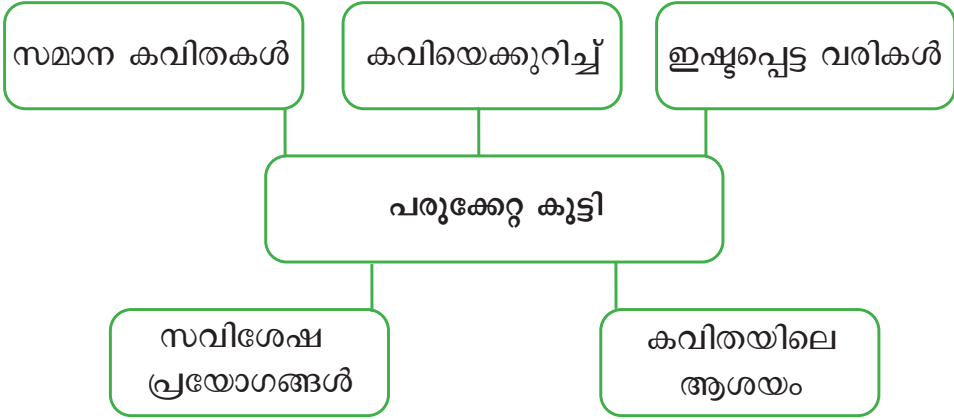 സമാന കവിതകൾ
കവിയെക്കുറിച്ച്
ഇഷ്ടപ്പെട്ട വരികൾ
പരുക്കേറ്റ കുട്ടി
സവിശേഷ
പ്രയോഗങ്ങൾ
കവിതയിലെ
ആശയം